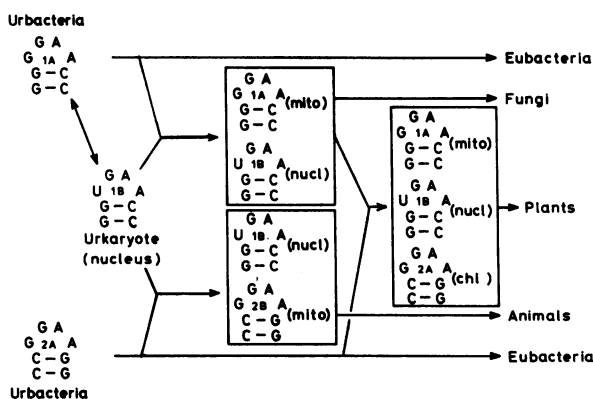 Urbacteria
G A
G 1A A
G – C
G – C
Eubacteria
G A
G 1A A (mito)
G – C
G – C
Fungi
G A
U 1B A (nucl)
G – C
G – C
G A
U 1B A
G – C
G – C
Urkaryote
(nucleus)
G A
G 1A A (mito)
G – C
G – C
G A
U 1B A (nucl)
G – C
G – C
Plants
G A
G 2A A (chl)
C – G
C – G
G A
U 1B. A (nucl)
G – C
G – C
G A
G 2B A (mito)
C – G
C – G
Animals
G A
G 2A A
C – G
C – G
Urbacteria
Eubacteria